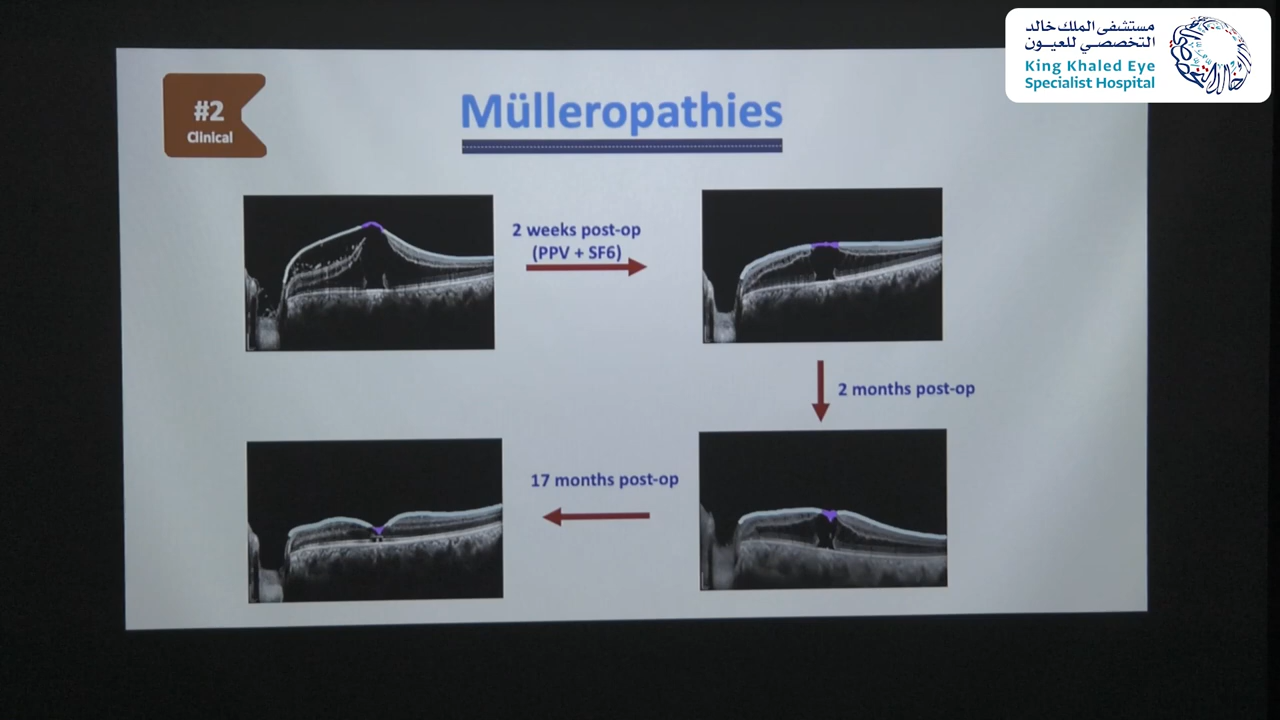 مستشفى الملك خالد
التخصصي للعيون
King Khaled Eye
Specialist Hospital
#2
Clinical
Mülleropathies
2 weeks post-op
(PPV + SF6)
2 months post-op
17 months post-op